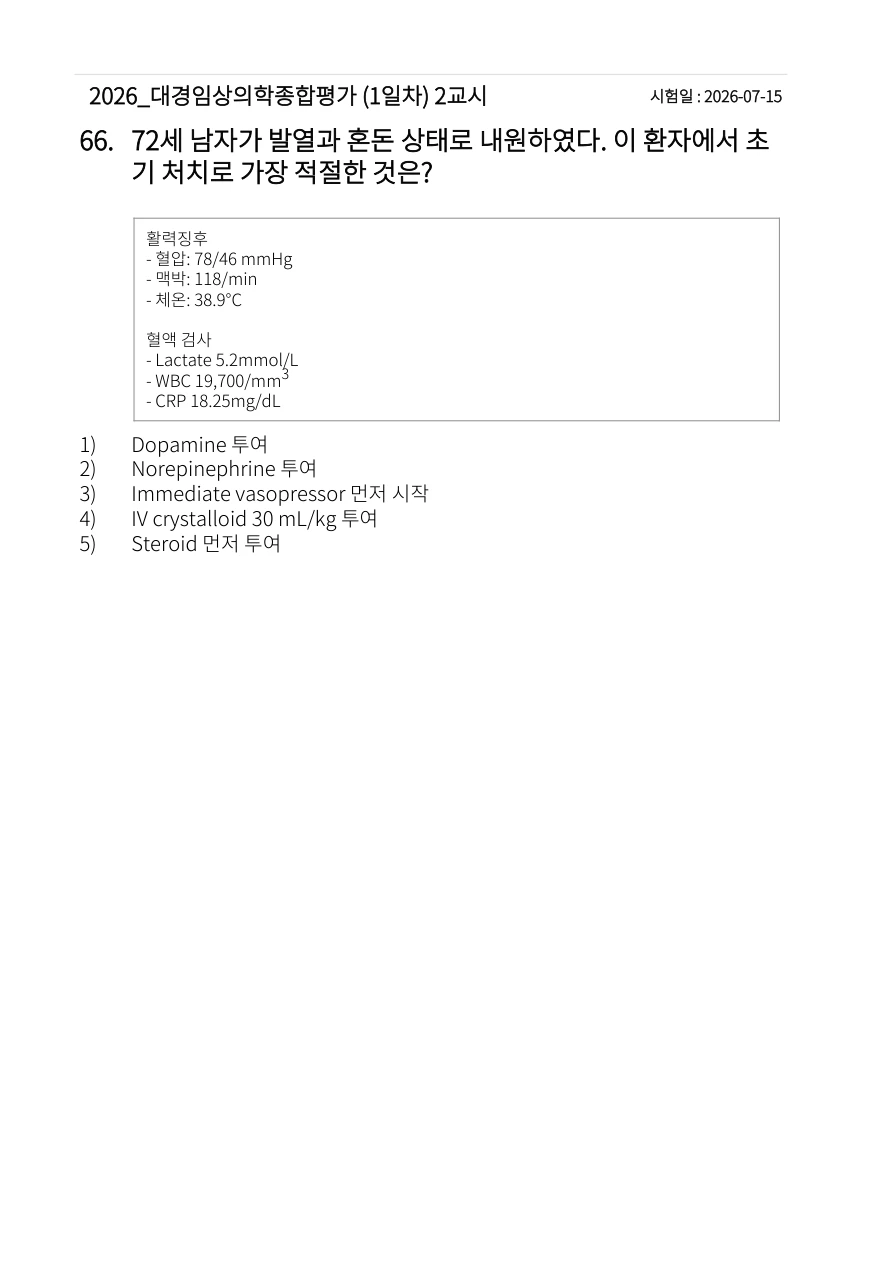 2026_대경임상의학종합평가 (1일차) 2교시
시험일 : 2026-07-15
66. 72세 남자가 발열과 혼돈 상태로 내원하였다. 이 환자에서 초
기 처치로 가장 적절한 것은?
활력징후
- 혈압: 78/46 mmHg
- 맥박: 118/min
- 체온: 38.9°C
혈액 검사
- Lactate 5.2mmol/L
- WBC 19,700/mm³
- CRP 18.25mg/dL
1) Dopamine 투여
2) Norepinephrine 투여
3) Immediate vasopressor 먼저 시작
4) IV crystalloid 30 mL/kg 투여
5) Steroid 먼저 투여